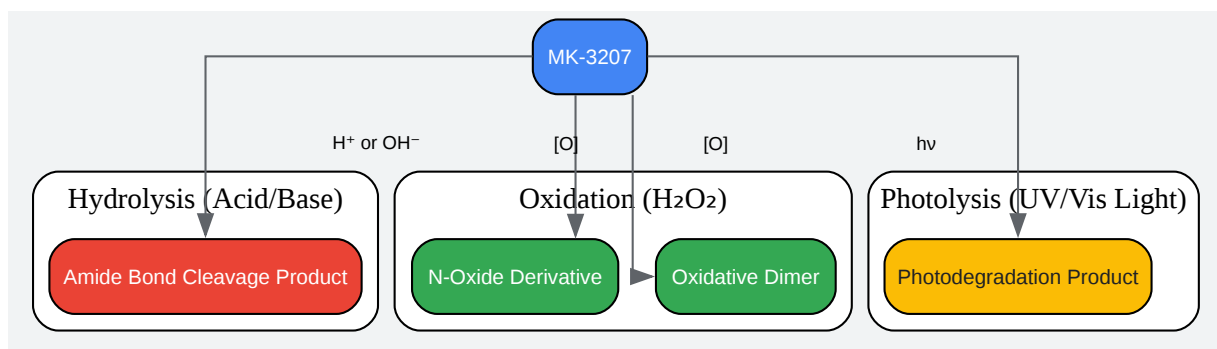 MK-3207
H⁺ or OH⁻
[O]
[O]
hν
Hydrolysis (Acid/Base)
Oxidation (H₂O₂)
Photolysis (UV/Vis Light)
Amide Bond Cleavage Product
N-Oxide Derivative
Oxidative Dimer
Photodegradation Product